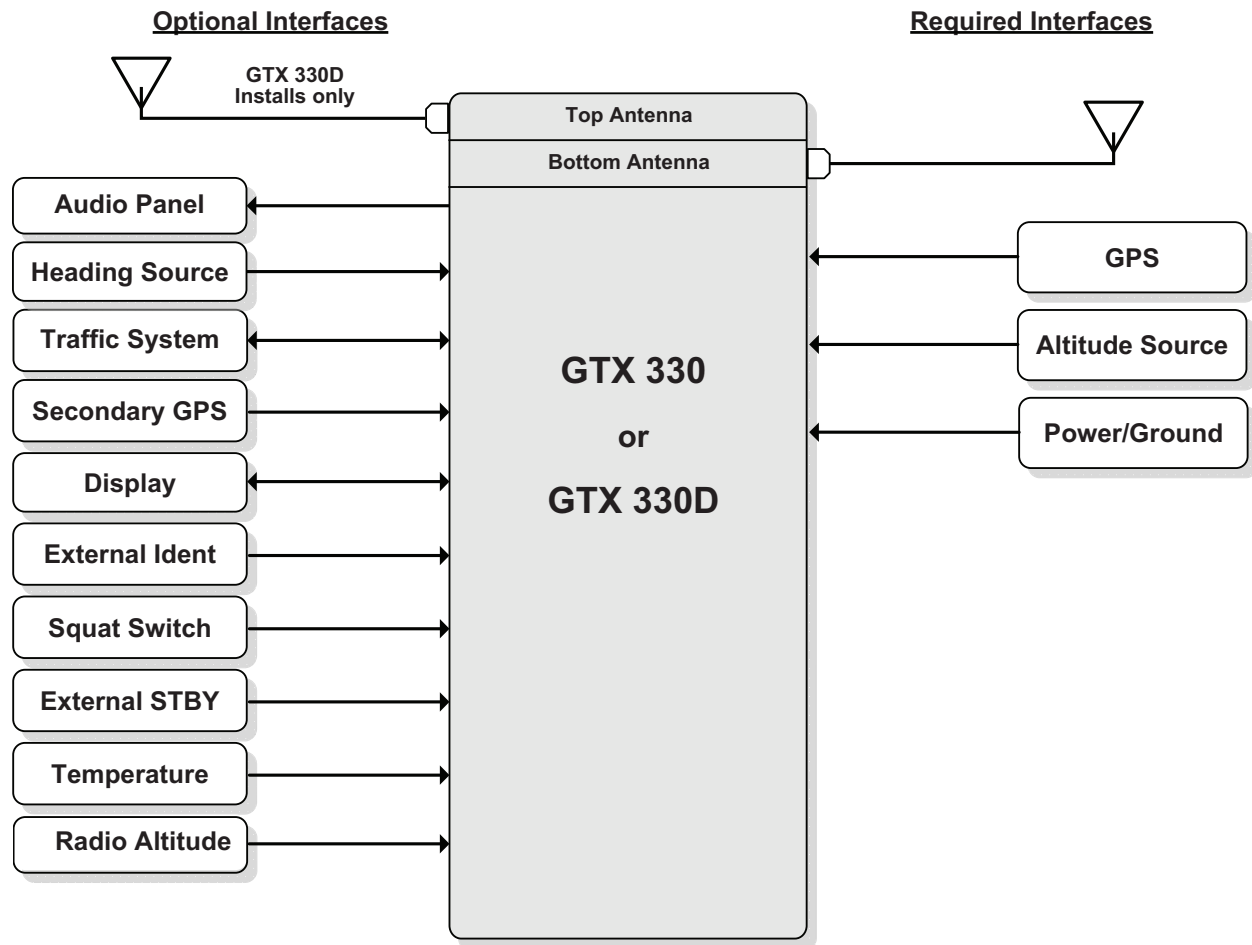 Optional Interfaces
Required Interfaces
GTX 330D
Installs only
Top Antenna
Bottom Antenna
Audio Panel
Heading Source
Traffic System
Secondary GPS
Display
External Ident
Squat Switch
External STBY
Temperature
Radio Altitude
GTX 330
or
GTX 330D
GPS
Altitude Source
Power/Ground